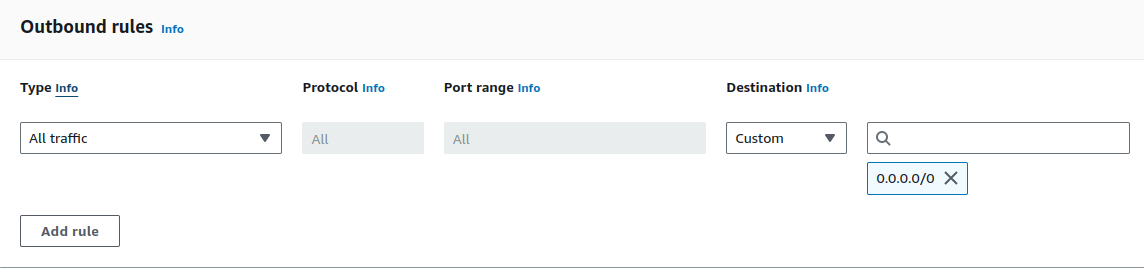 Outbound rules Info
Type Info Protocol Info Port range Info Destination Info
All traffic All All Custom
0.0.0.0/0
Add rule